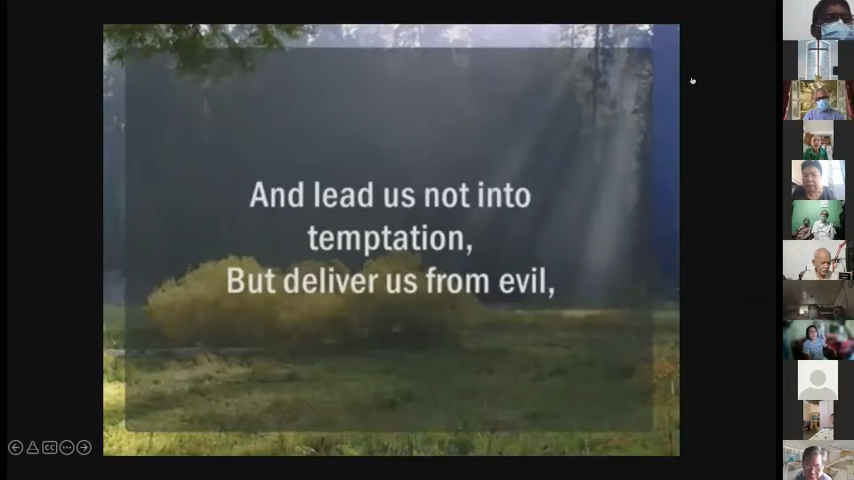 And lead us not into
temptation,
But deliver us from evil,